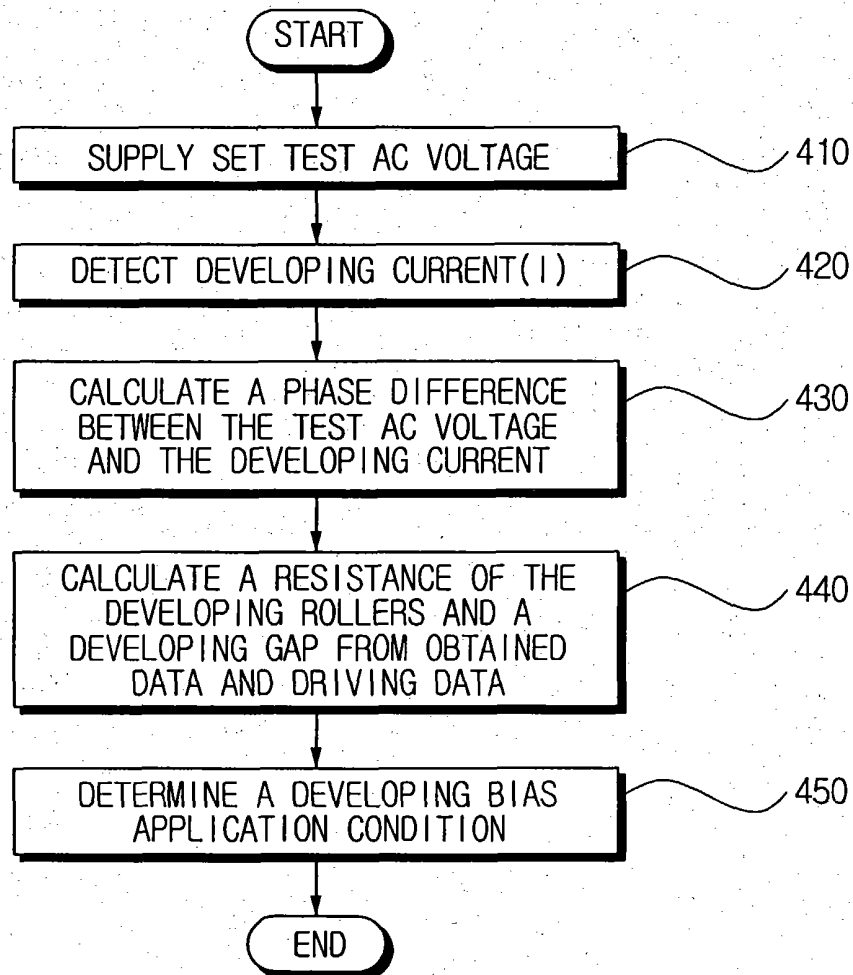 START
SUPPLY SET TEST AC VOLTAGE
410
DETECT DEVELOPING CURRENT(I)
420
CALCULATE A PHASE DIFFERENCE
BETWEEN THE TEST AC VOLTAGE
AND THE DEVELOPING CURRENT
430
CALCULATE A RESISTANCE OF THE
DEVELOPING ROLLERS AND A
DEVELOPING GAP FROM OBTAINED
DATA AND DRIVING DATA
440
DETERMINE A DEVELOPING BIAS
APPLICATION CONDITION
450
END